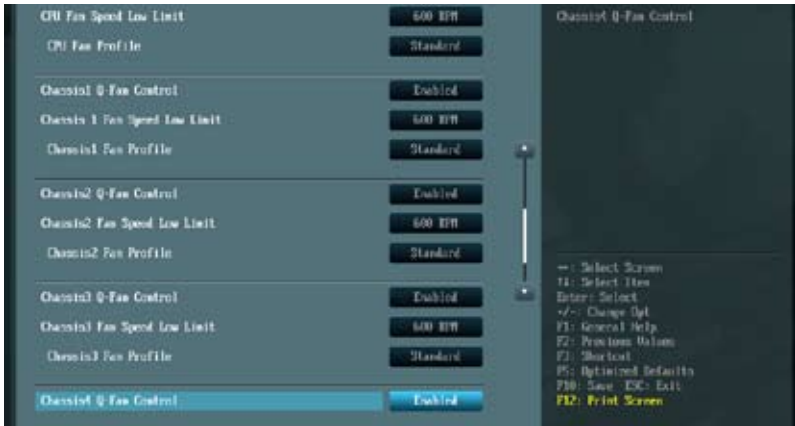 CPU Fan Speed Low Limit 600 RPM
CPU Fan Profile Standard
Chassis1 Q-Fan Control Enabled
Chassis 1 Fan Speed Low Limit 600 RPM
Chassis1 Fan Profile Standard
Chassis2 Q-Fan Control Enabled
Chassis2 Fan Speed Low Limit 600 RPM
Chassis2 Fan Profile Standard
Chassis3 Q-Fan Control Enabled
Chassis3 Fan Speed Low Limit 600 RPM
Chassis3 Fan Profile Standard
Chassis4 Q-Fan Control Enabled
Chassis4 Q-Fan Control
→←: Select Screen
↑↓: Select Item
Enter: Select
+/-: Change Opt
F1: General Help
F2: Previous Values
F3: Shortcut
F5: Optimized Defaults
F10: Save ESC: Exit
F12: Print Screen